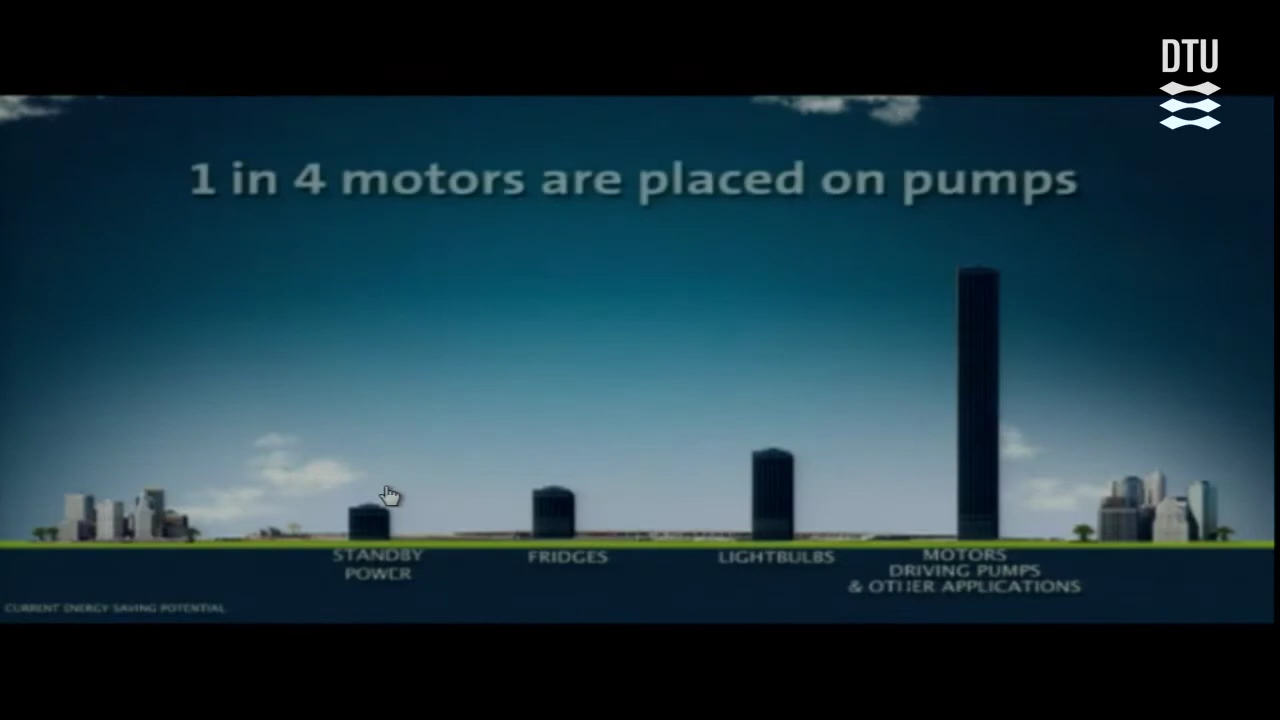 DTU
1 in 4 motors are placed on pumps
STANDBY
POWER
FRIDGES
LIGHTBULBS
MOTORS
DRIVING PUMPS
& OTHER APPLICATIONS
CURRENT ENERGY SAVING POTENTIAL